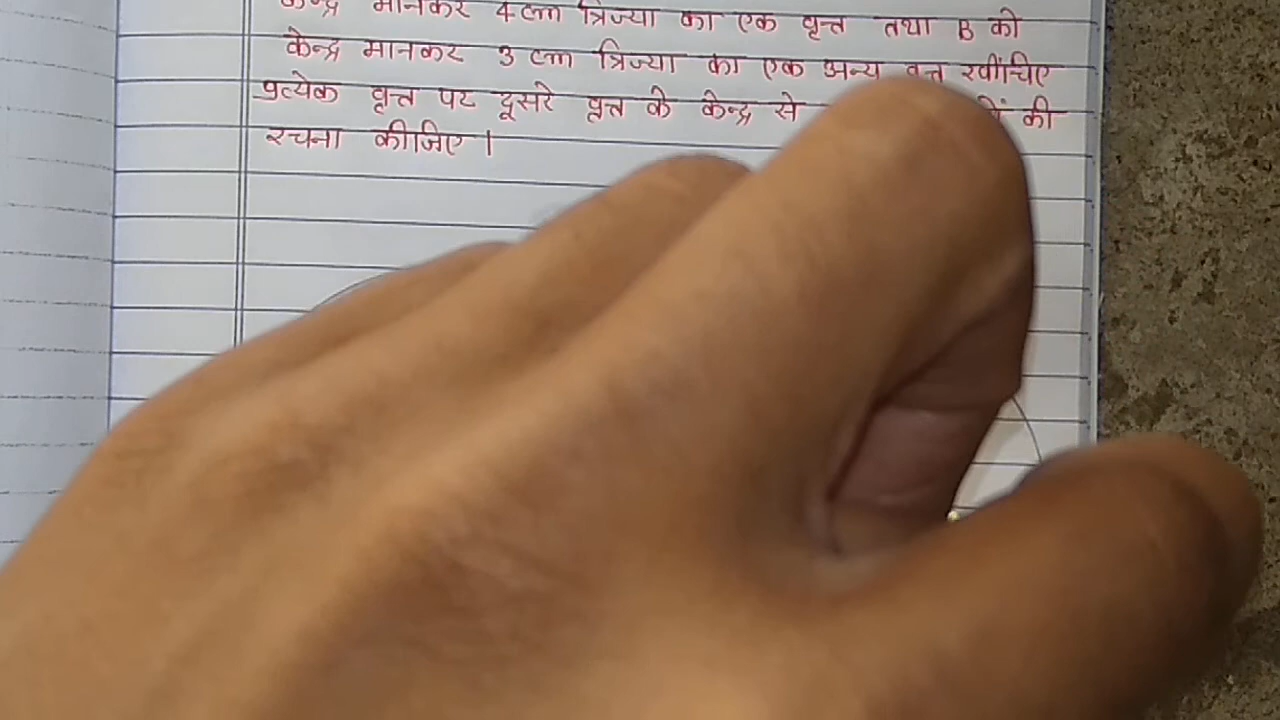 केन्द्र मानकर 4 cm त्रिज्या का एक वृत्त तथा B को
केन्द्र मानकर 3 cm त्रिज्या का एक अन्य वृत्त खींचिए
प्रत्येक वृत्त पर दूसरे वृत्त के केन्द्र से की
रचना कीजिए।